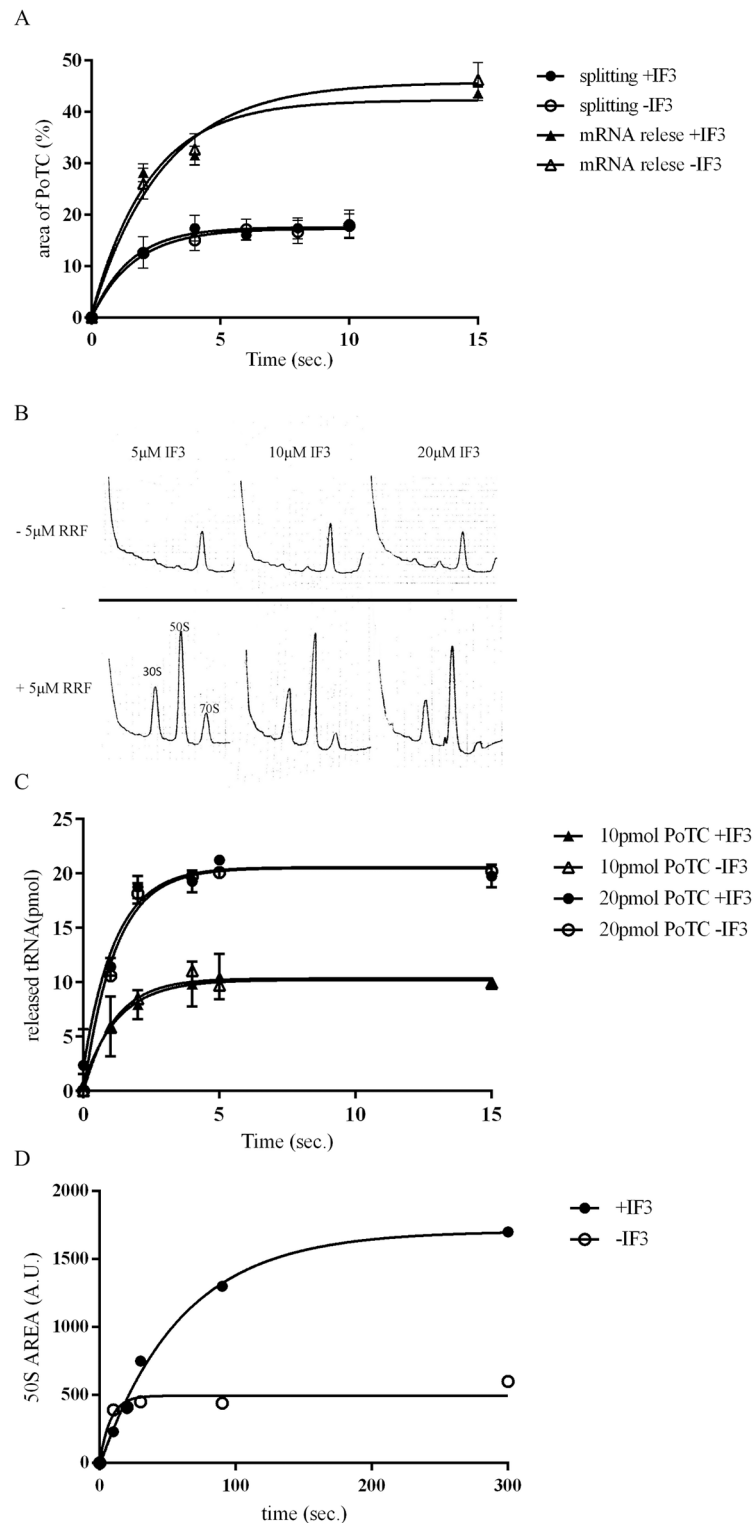 A
50
40
30
20
10
0
area of PoTC (%)
0 5 10 15
Time (sec.)
splitting +IF3
splitting -IF3
mRNA relese +IF3
mRNA relese -IF3
B
5μM IF3 10μM IF3 20μM IF3
- 5μM RRF
+ 5μM RRF
30S
50S
70S
C
25
20
15
10
5
0
released tRNA(pmol)
0 5 10 15
Time (sec.)
10pmol PoTC +IF3
10pmol PoTC -IF3
20pmol PoTC +IF3
20pmol PoTC -IF3
D
2000
1500
1000
500
0
50S AREA (A.U.)
0 100 200 300
time (sec.)
+IF3
-IF3